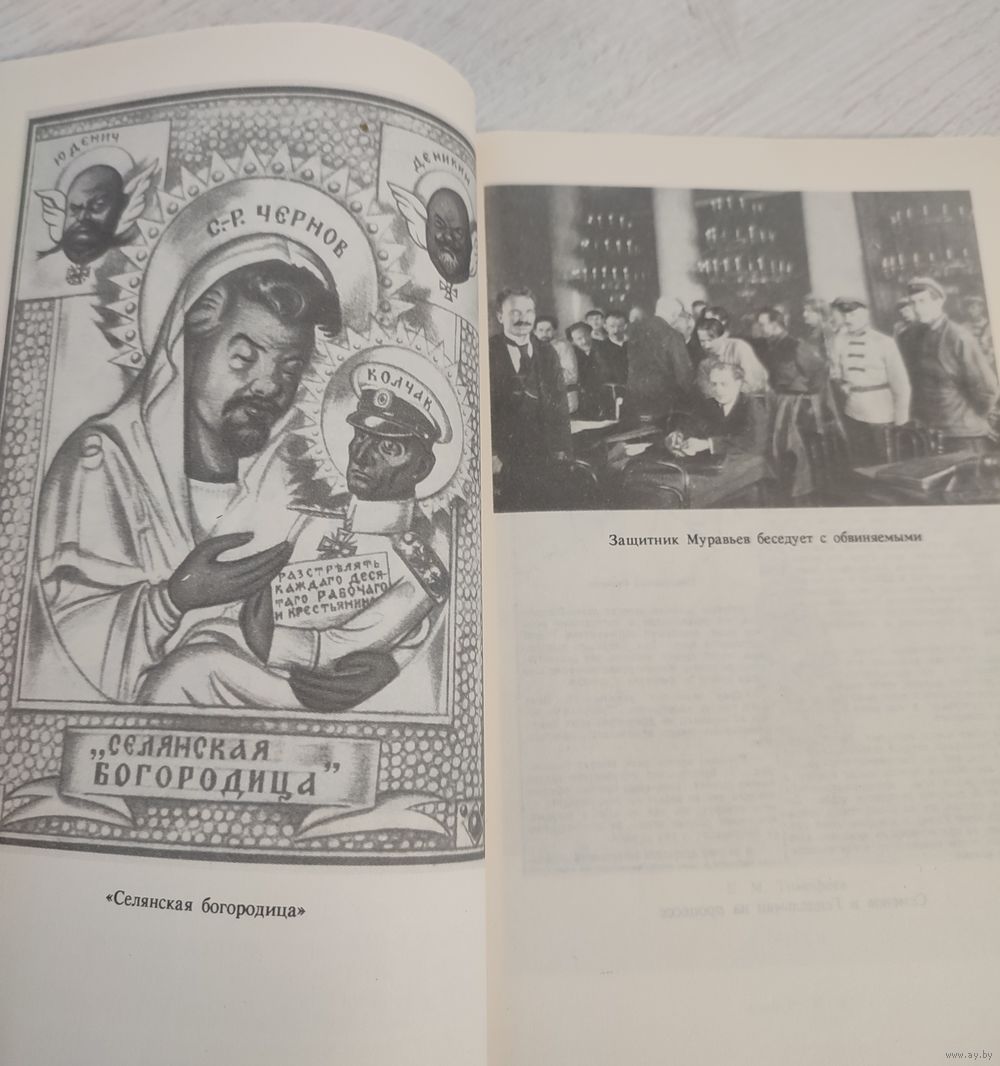 ЮДЕНИЧ
ДЕНИКИН
С.-Р. ЧЕРНОВ
КОЛЧАК
РАЗСТРѢЛЯТЬ
КАЖДАГО ДЕСЯ-
ТАГО РАБОЧАГО
И КРЕСТЬЯНИНА
„СЕЛЯНСКАЯ
БОГОРОДИЦА”
«Селянская богородица»
Защитник Муравьев беседует с обвиняемыми
www.ay.by